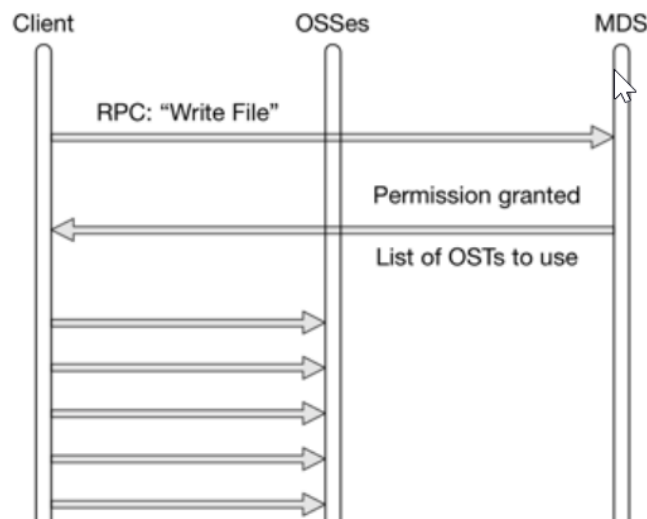 Client
OSSes
MDS
RPC: “Write File”
Permission granted
List of OSTs to use